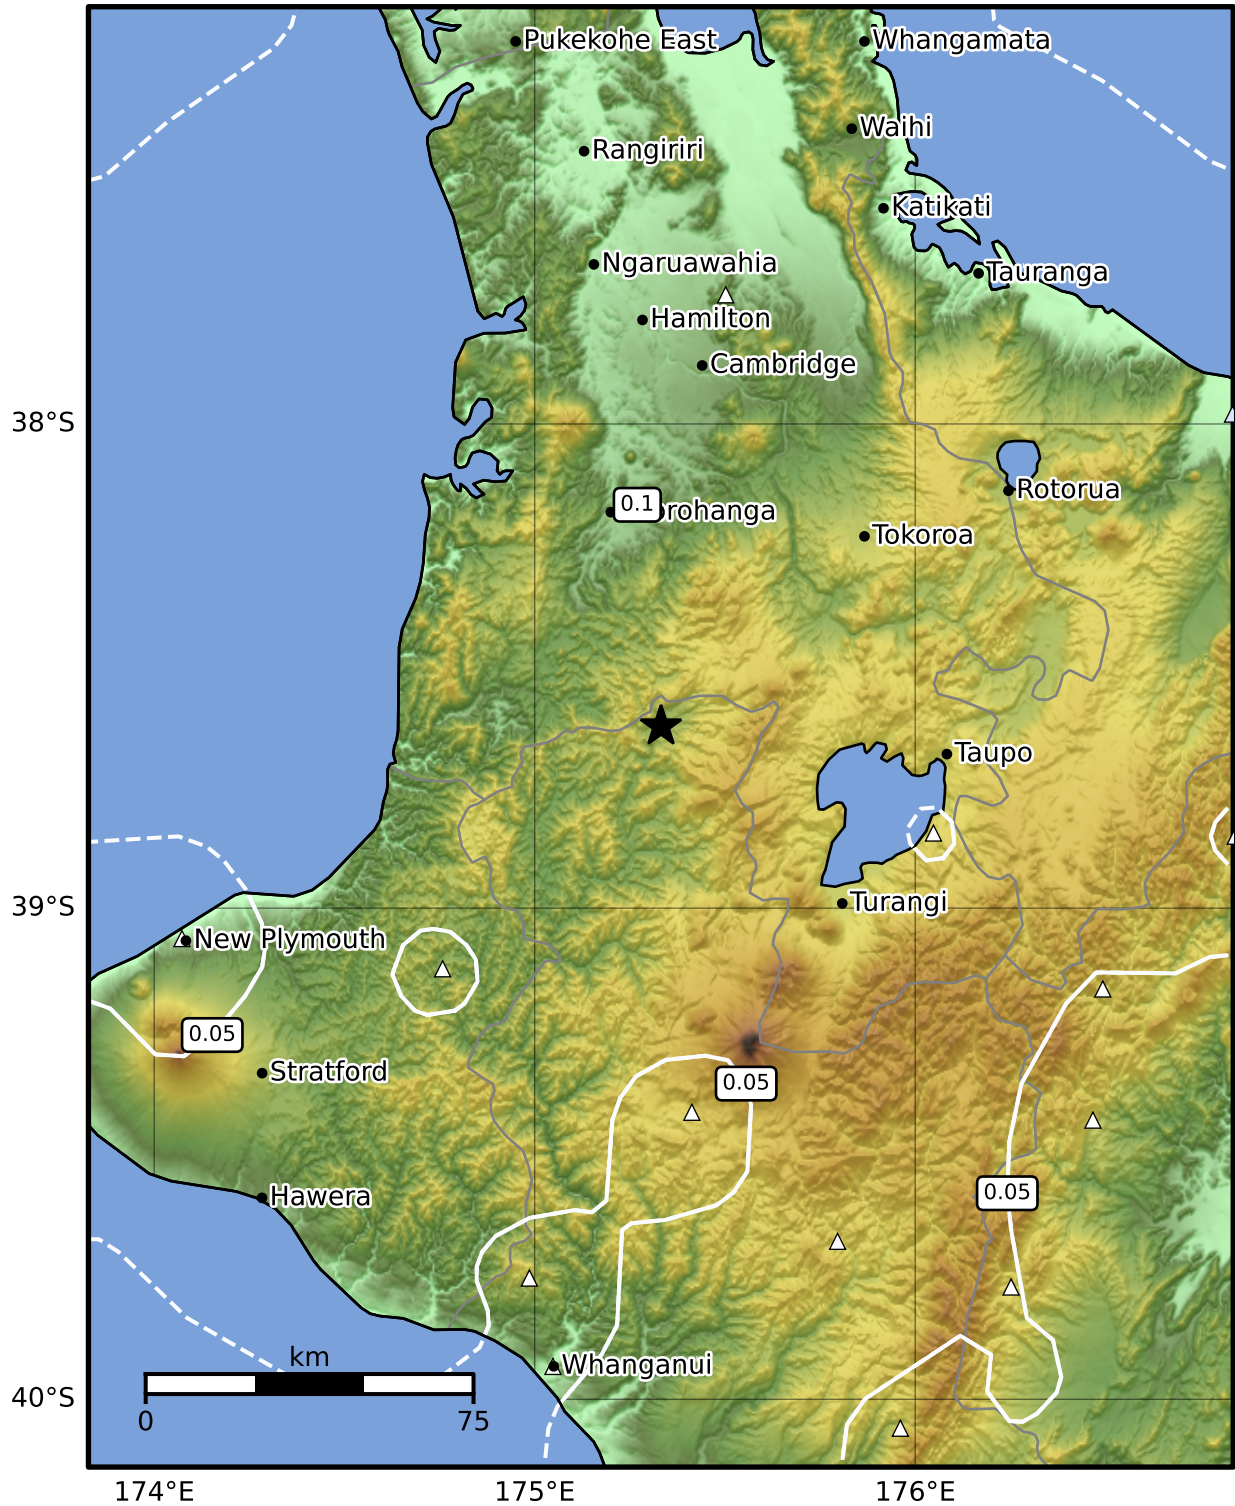 Pukekohe East
Whangamata
Waihi
Rangiriri
Katikati
Ngaruawahia
Tauranga
Hamilton
Cambridge
38°S
Rotorua
0.1
rohanga
Tokoroa
Taupo
39°S
Turangi
New Plymouth
0.05
Stratford
0.05
0.05
Hawera
km
Whanganui
40°S
0
75
174°E
175°E
176°E